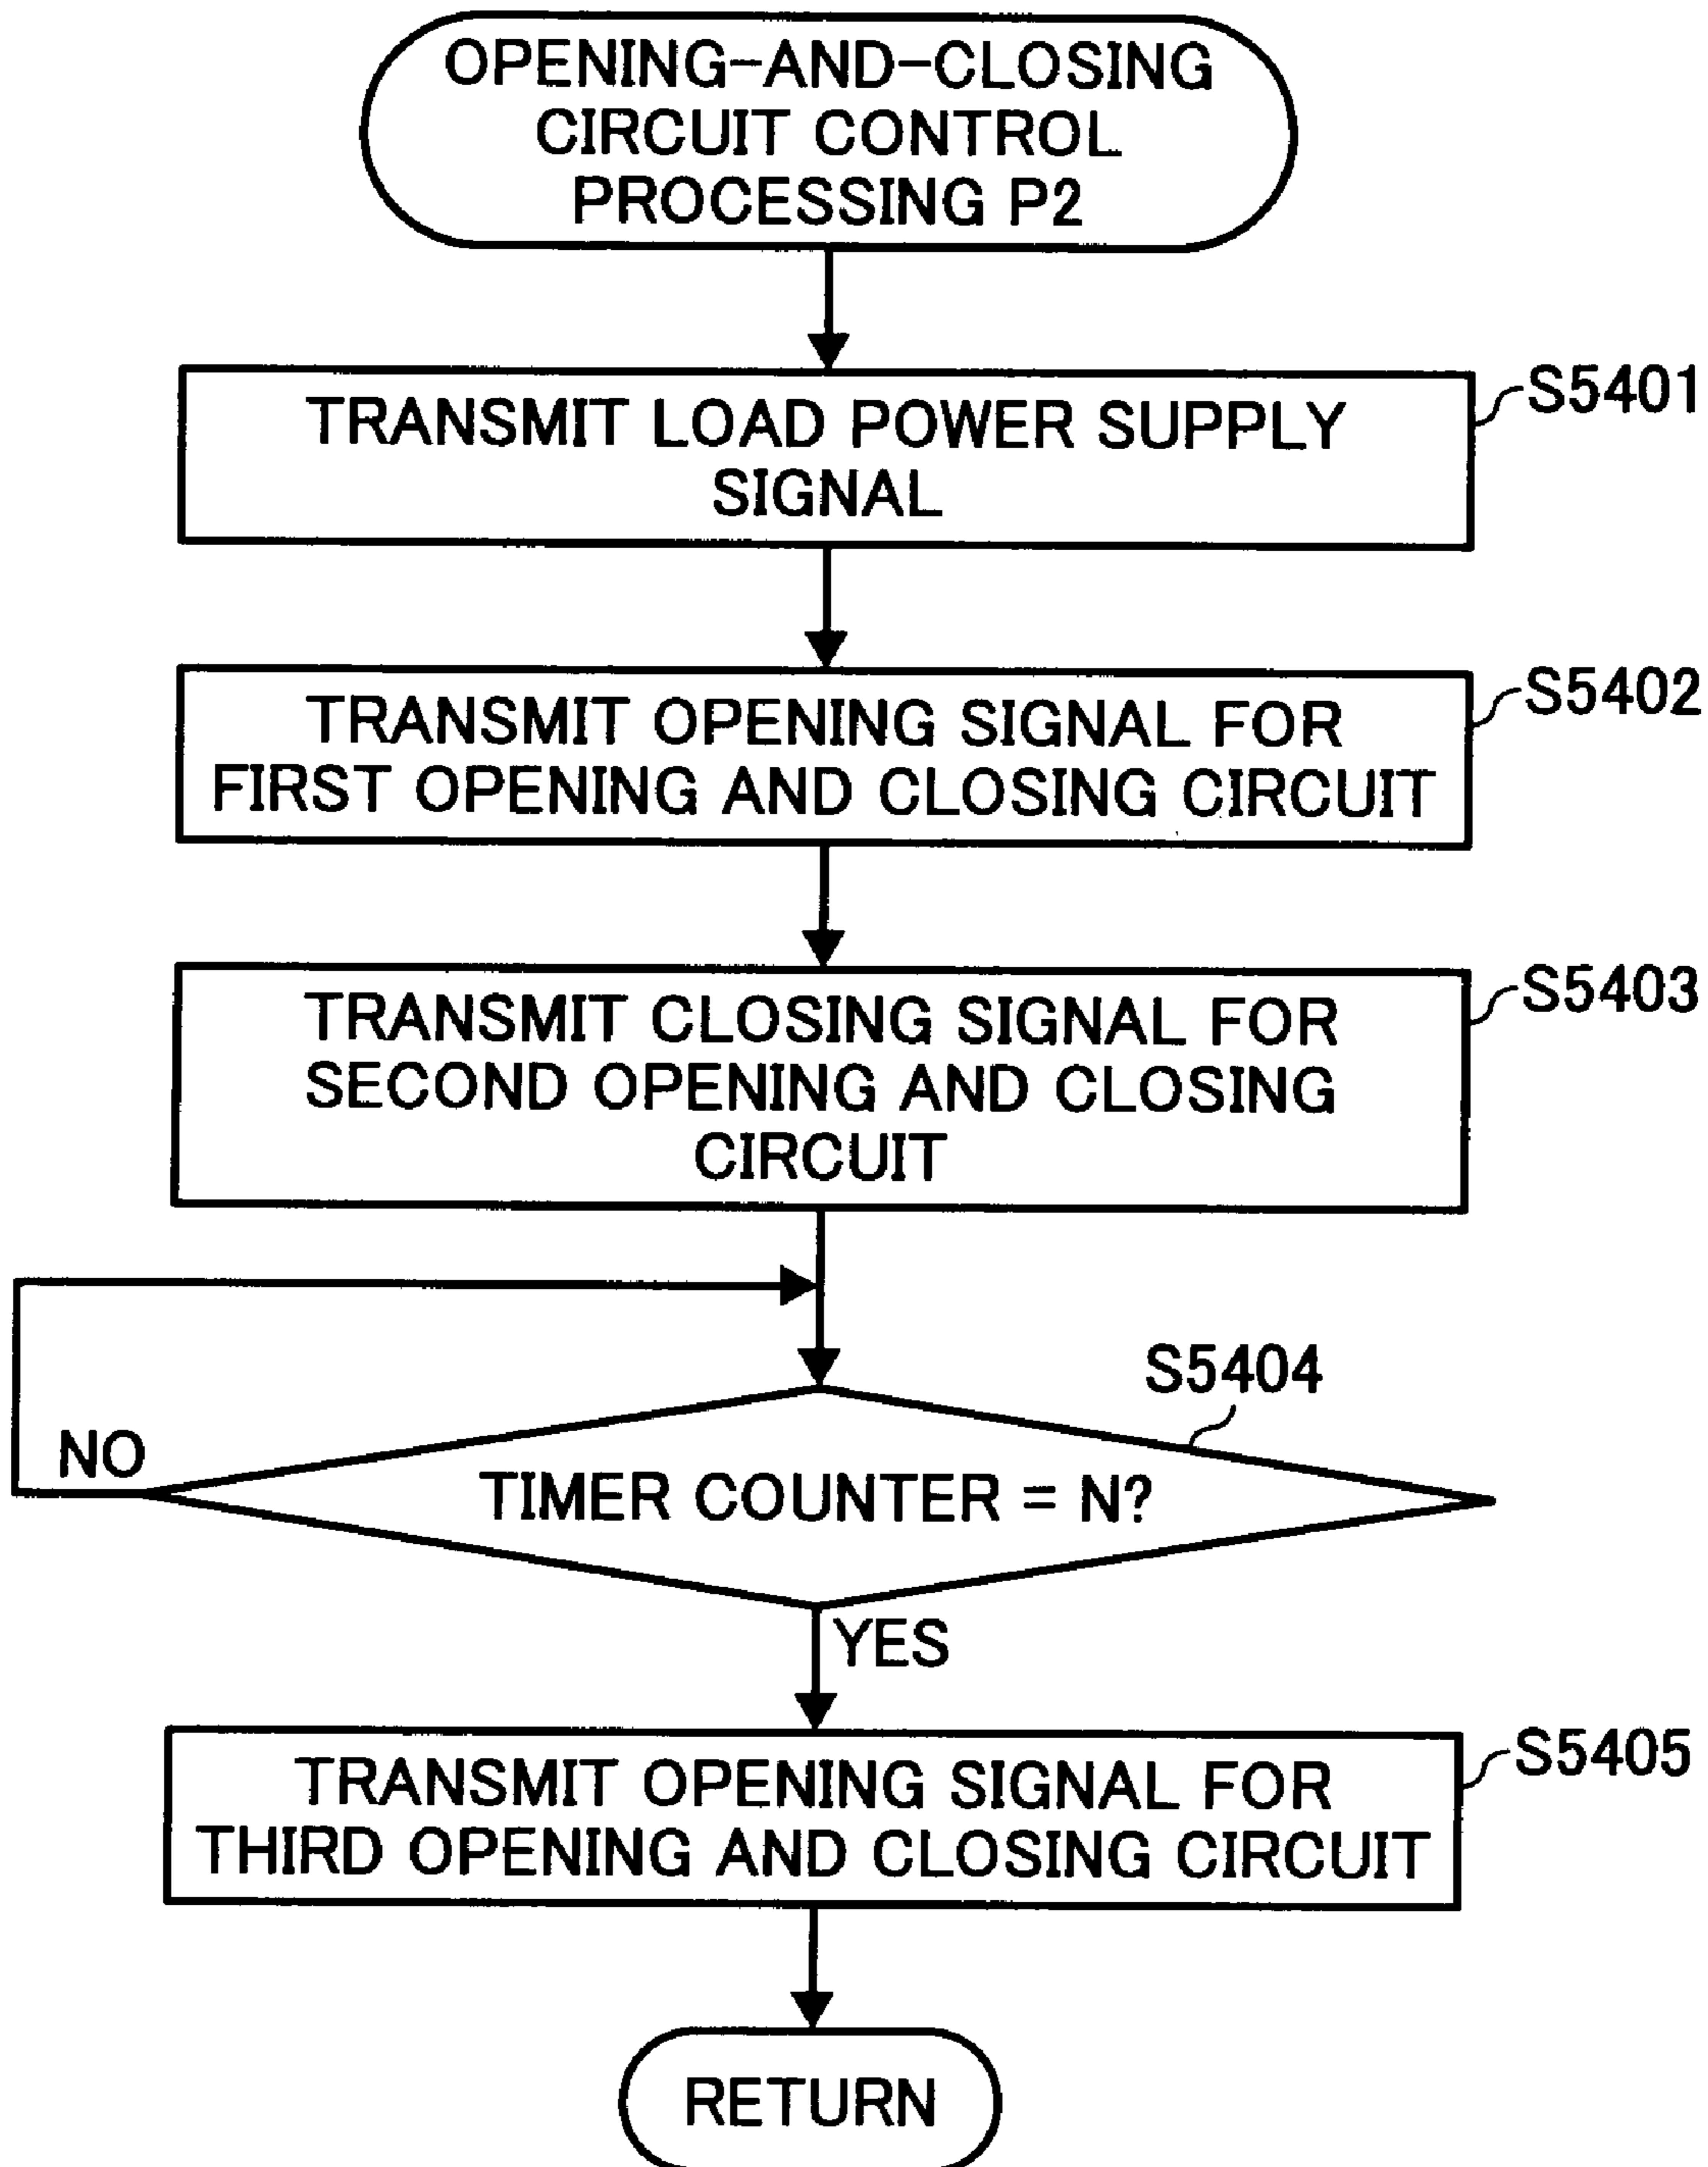 OPENING-AND-CLOSING
CIRCUIT CONTROL
PROCESSING P2
S5401
TRANSMIT LOAD POWER SUPPLY
SIGNAL
S5402
TRANSMIT OPENING SIGNAL FOR
FIRST OPENING AND CLOSING CIRCUIT
S5403
TRANSMIT CLOSING SIGNAL FOR
SECOND OPENING AND CLOSING
CIRCUIT
S5404
NO
TIMER COUNTER = N?
YES
S5405
TRANSMIT OPENING SIGNAL FOR
THIRD OPENING AND CLOSING CIRCUIT
RETURN